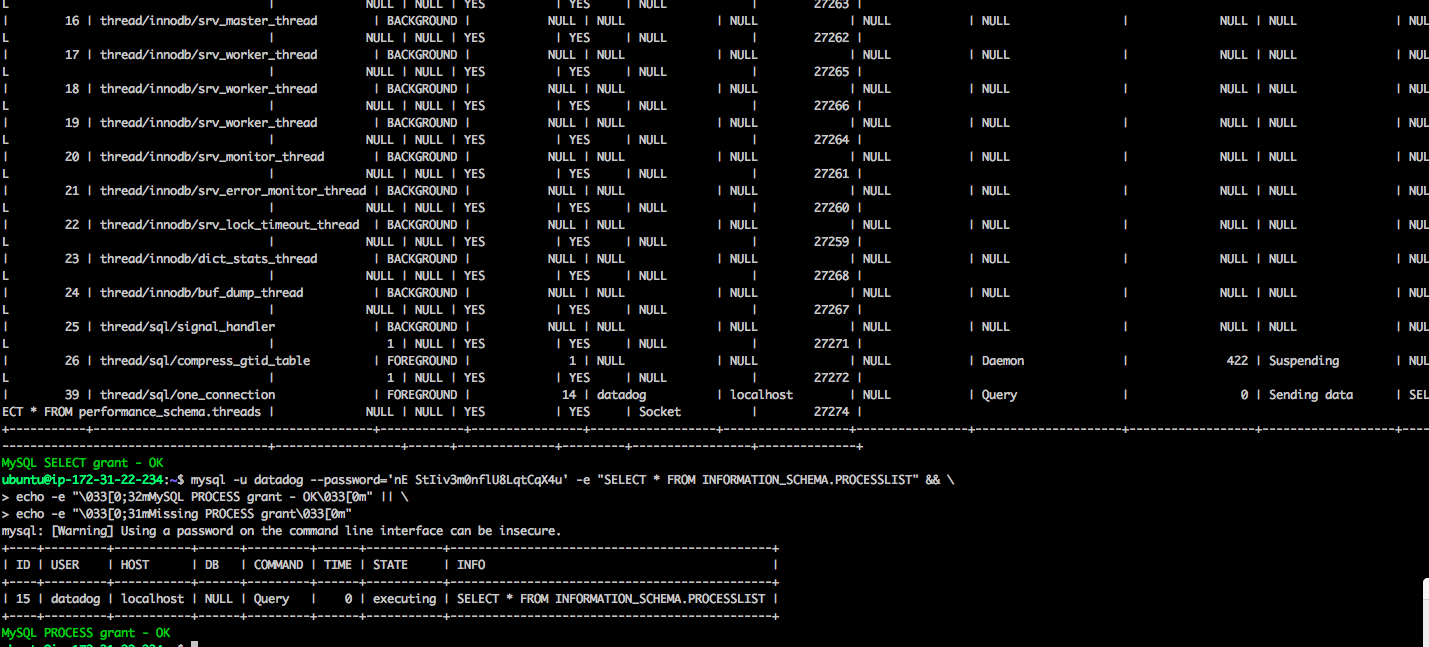 L | NULL | NULL | YES | YES | NULL | 27263 |
| 16 | thread/innodb/srv_master_thread | BACKGROUND | NULL | NULL | NULL | NULL | NULL | NULL | NUL
L | NULL | NULL | YES | YES | NULL | 27262 |
| 17 | thread/innodb/srv_worker_thread | BACKGROUND | NULL | NULL | NULL | NULL | NULL | NULL | NUL
L | NULL | NULL | YES | YES | NULL | 27265 |
| 18 | thread/innodb/srv_worker_thread | BACKGROUND | NULL | NULL | NULL | NULL | NULL | NULL | NUL
L | NULL | NULL | YES | YES | NULL | 27266 |
| 19 | thread/innodb/srv_worker_thread | BACKGROUND | NULL | NULL | NULL | NULL | NULL | NULL | NUL
L | NULL | NULL | YES | YES | NULL | 27264 |
| 20 | thread/innodb/srv_monitor_thread | BACKGROUND | NULL | NULL | NULL | NULL | NULL | NULL | NUL
L | NULL | NULL | YES | YES | NULL | 27261 |
| 21 | thread/innodb/srv_error_monitor_thread | BACKGROUND | NULL | NULL | NULL | NULL | NULL | NULL | NUL
L | NULL | NULL | YES | YES | NULL | 27260 |
| 22 | thread/innodb/srv_lock_timeout_thread | BACKGROUND | NULL | NULL | NULL | NULL | NULL | NULL | NUL
L | NULL | NULL | YES | YES | NULL | 27259 |
| 23 | thread/innodb/dict_stats_thread | BACKGROUND | NULL | NULL | NULL | NULL | NULL | NULL | NUL
L | NULL | NULL | YES | YES | NULL | 27268 |
| 24 | thread/innodb/buf_dump_thread | BACKGROUND | NULL | NULL | NULL | NULL | NULL | NULL | NUL
L | NULL | NULL | YES | YES | NULL | 27267 |
| 25 | thread/sql/signal_handler | BACKGROUND | NULL | NULL | NULL | NULL | NULL | NULL | NUL
L | 1 | NULL | YES | YES | NULL | 27271 |
| 26 | thread/sql/compress_gtid_table | FOREGROUND | 1 | NULL | NULL | NULL | Daemon | 422 | Suspending | NUL
L | 1 | NULL | YES | YES | NULL | 27272 |
| 39 | thread/sql/one_connection | FOREGROUND | 14 | datadog | localhost | NULL | Query | 0 | Sending data | SEL
ECT * FROM performance_schema.threads | NULL | NULL | YES | YES | Socket | 27274 |
MySQL SELECT grant - OK
ubuntu@ip-172-31-22-234:~$ mysql -u datadog --password='nE StIiv3m0nflU8LqtCqX4u' -e "SELECT * FROM INFORMATION_SCHEMA.PROCESSLIST" && \
> echo -e "\033[0;32mMySQL PROCESS grant - OK\033[0m" || \
> echo -e "\033[0;31mMissing PROCESS grant\033[0m"
mysql: [Warning] Using a password on the command line interface can be insecure.
| ID | USER | HOST | DB | COMMAND | TIME | STATE | INFO |
| 15 | datadog | localhost | NULL | Query | 0 | executing | SELECT * FROM INFORMATION_SCHEMA.PROCESSLIST |
MySQL PROCESS grant - OK